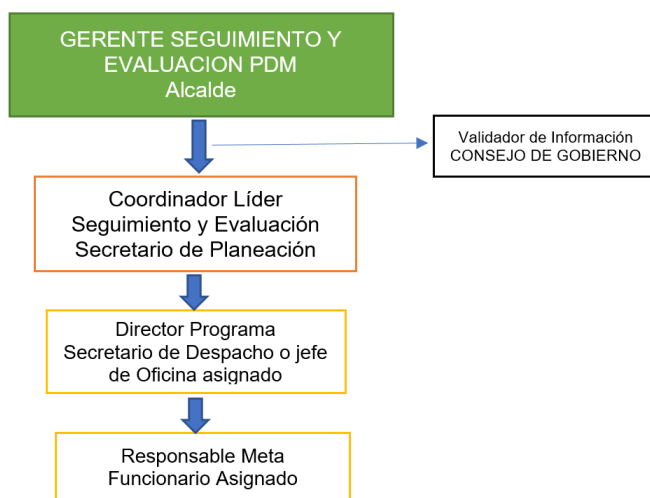 GERENTE SEGUIMIENTO Y
EVALUACION PDM
Alcalde
Validador de Información
CONSEJO DE GOBIERNO
Coordinador Líder
Seguimiento y Evaluación
Secretario de Planeación
Director Programa
Secretario de Despacho o jefe
de Oficina asignado
Responsable Meta
Funcionario Asignado